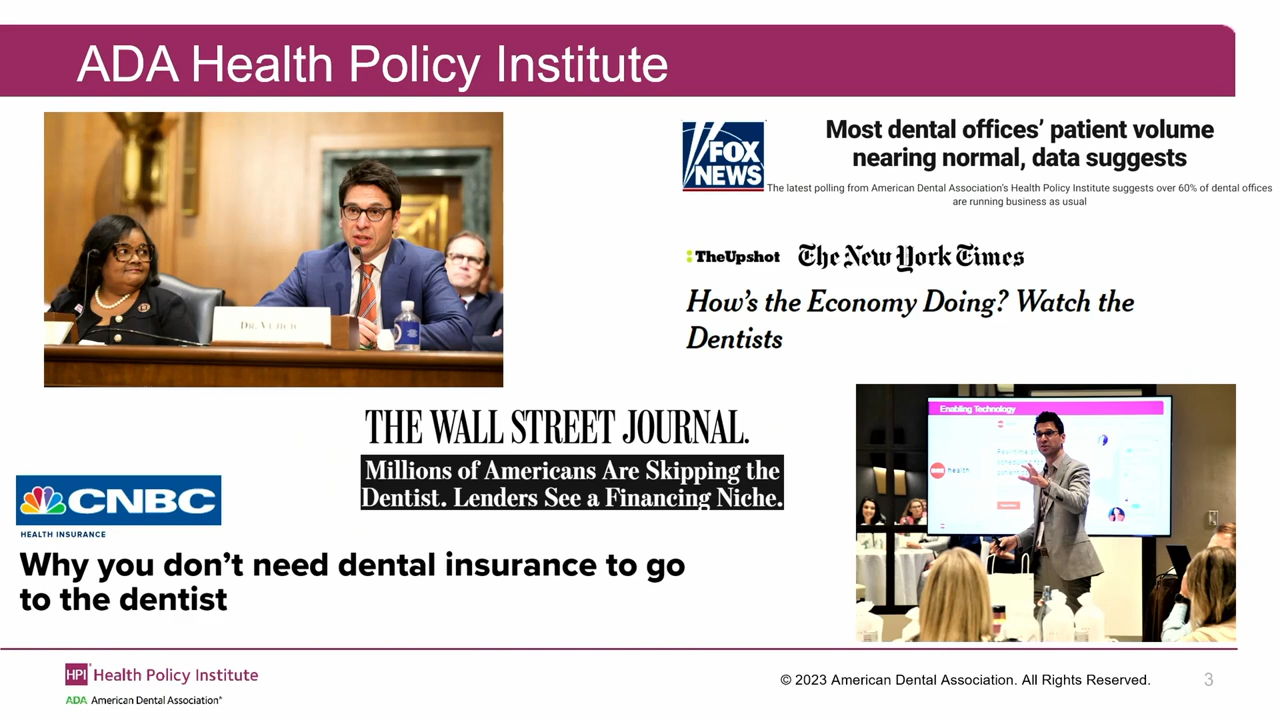 ADA Health Policy Institute
FOX
NEWS
Most dental offices’ patient volume
nearing normal, data suggests
The latest polling from American Dental Association's Health Policy Institute suggests over 60% of dental offices
are running business as usual
TheUpshot The New York Times
How’s the Economy Doing? Watch the
Dentists
DR. VUJICIC
THE WALL STREET JOURNAL.
Millions of Americans Are Skipping the
Dentist. Lenders See a Financing Niche.
Enabling Technology
health
CNBC
HEALTH INSURANCE
Why you don’t need dental insurance to go
to the dentist
HPI Health Policy Institute
ADA American Dental Association®
© 2023 American Dental Association. All Rights Reserved.
3